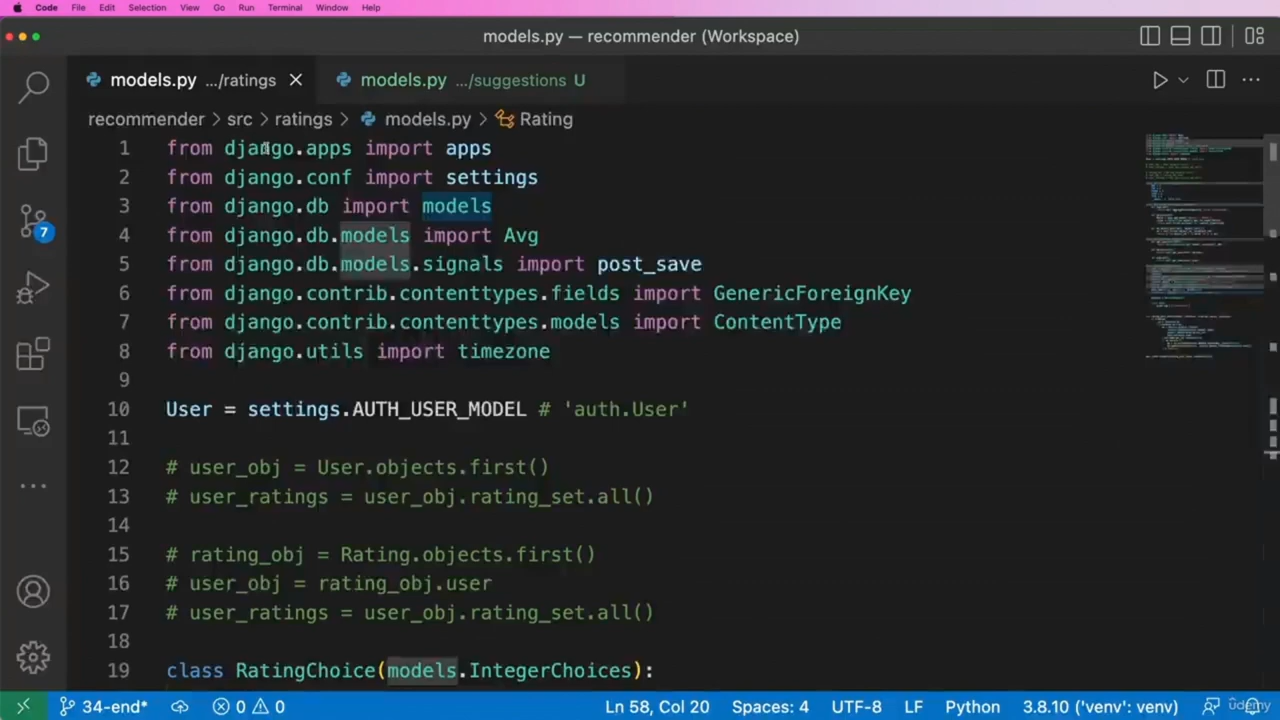 Code File Edit Selection View Go Run Terminal Window Help
models.py — recommender (Workspace)
models.py .../ratings
models.py .../suggestions U
recommender > src > ratings > models.py > Rating
1 from django.apps import apps
2 from django.conf import settings
3 from django.db import models
4 from django.db.models import Avg
5 from django.db.models.signals import post_save
6 from django.contrib.contenttypes.fields import GenericForeignKey
7 from django.contrib.contenttypes.models import ContentType
8 from django.utils import timezone
9
10 User = settings.AUTH_USER_MODEL # 'auth.User'
11
12 # user_obj = User.objects.first()
13 # user_ratings = user_obj.rating_set.all()
14
15 # rating_obj = Rating.objects.first()
16 # user_obj = rating_obj.user
17 # user_ratings = user_obj.rating_set.all()
18
19 class RatingChoice(models.IntegerChoices):
7
34-end* 0 0 Ln 58, Col 20 Spaces: 4 UTF-8 LF Python 3.8.10 ('venv': venv)
udemy